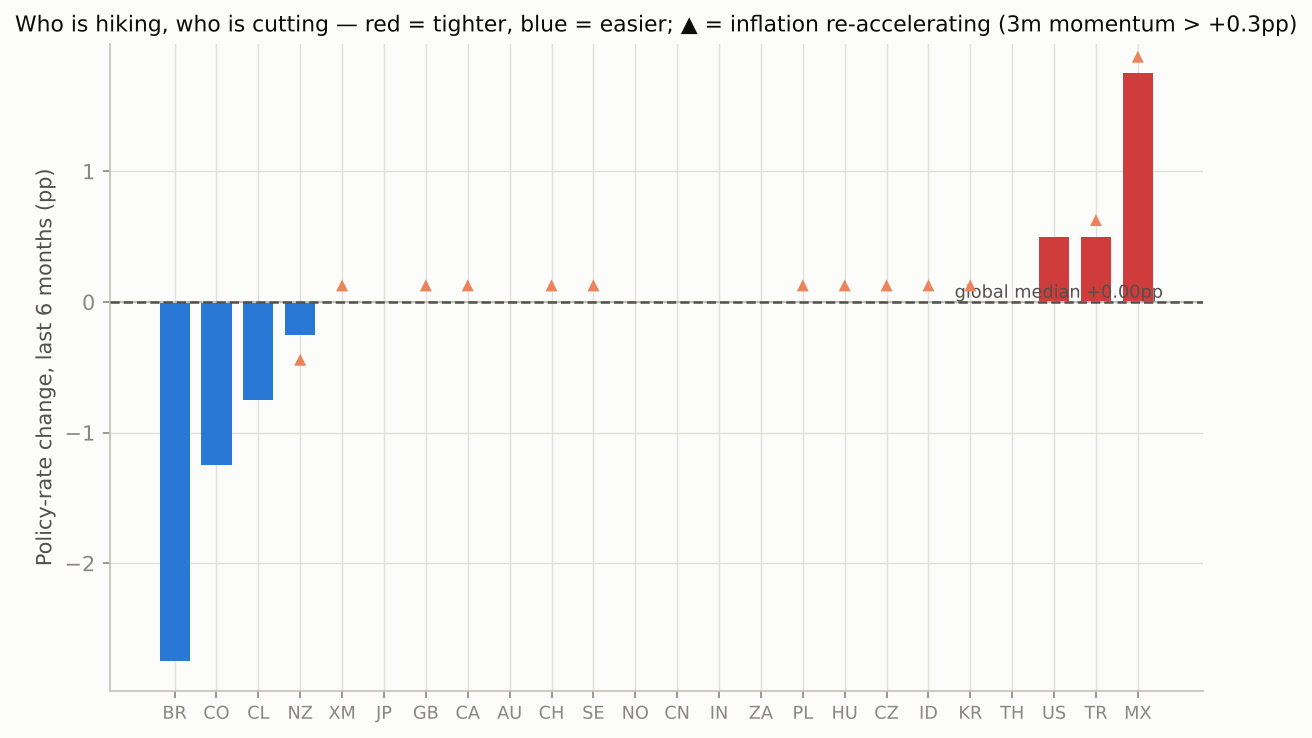 Who is hiking, who is cutting — red = tighter, blue = easier; ▲ = inflation re-accelerating (3m momentum > +0.3pp)
Policy-rate change, last 6 months (pp)
1
0
−1
−2
global median +0.00pp
BR CO CL NZ XM JP GB CA AU CH SE NO CN IN ZA PL HU CZ ID KR TH US TR MX